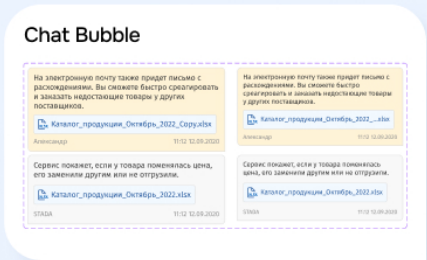 Chat Bubble
На электронную почту также придет письмо с
расхождениями. Вы сможете быстро среагировать
и заказать недостающие товары у других
поставщиков.
Каталог_продукции_Октябрь_2022_Copy.xlsx
Александр 11:12 12.09.2020
На электронную почту также придет письмо с
расхождениями. Вы сможете быстро
среагировать и заказать недостающие товары
у других поставщиков.
Каталог_продукции_Октябрь_2022_...xlsx
Александр 11:12 12.09.2020
Сервис покажет, если у товара поменялась цена,
его заменили другим или не отгрузили.
Каталог_продукции_Октябрь_2022.xlsx
STADA 11:12 12.09.2020
Сервис покажет, если у товара поменялась цена,
его заменили другим или не отгрузили.
Каталог_продукции_Октябрь_2022.xlsx
STADA 11:12 12.09.2020